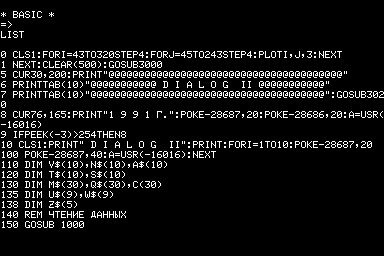 * BASIC *
=>
LIST
0 CLS1:FORI=43TO320STEP4:FORJ=45TO243STEP4:PLOTI,J,3:NEXT
1 NEXT:CLEAR(500):GOSUB3000
5 CUR30,200:PRINT"@@@@@@@@@@@@@@@@@@@@@@@@@@@@@@@@@@"
6 PRINTTAB(10)"@@@@@@@@@@ D I A L O G  II @@@@@@@@@@"
7 PRINTTAB(10)"@@@@@@@@@@@@@@@@@@@@@@@@@@@@@@@@@@":GOSUB302
0
8 CUR76,165:PRINT"1 9 9 1 Г.":POKE-28687,20:POKE-28686,20:A=USR(
-16016)
9 IFPEEK(-3)>254THEN8
10 CLS1:PRINT" D I A L O G  II":PRINT:FORI=1TO10:POKE-28687,20
100 POKE-28687,40:A=USR(-16016):NEXT
110 DIM V$(10),N$(10),A$(10)
120 DIM T$(10),S$(10)
130 DIM M$(30),Q$(30),C(30)
135 DIM U$(9),W$(9)
138 DIM Z$(5)
140 REM ЧТЕНИЕ ДАННЫХ
150 GOSUB 1000